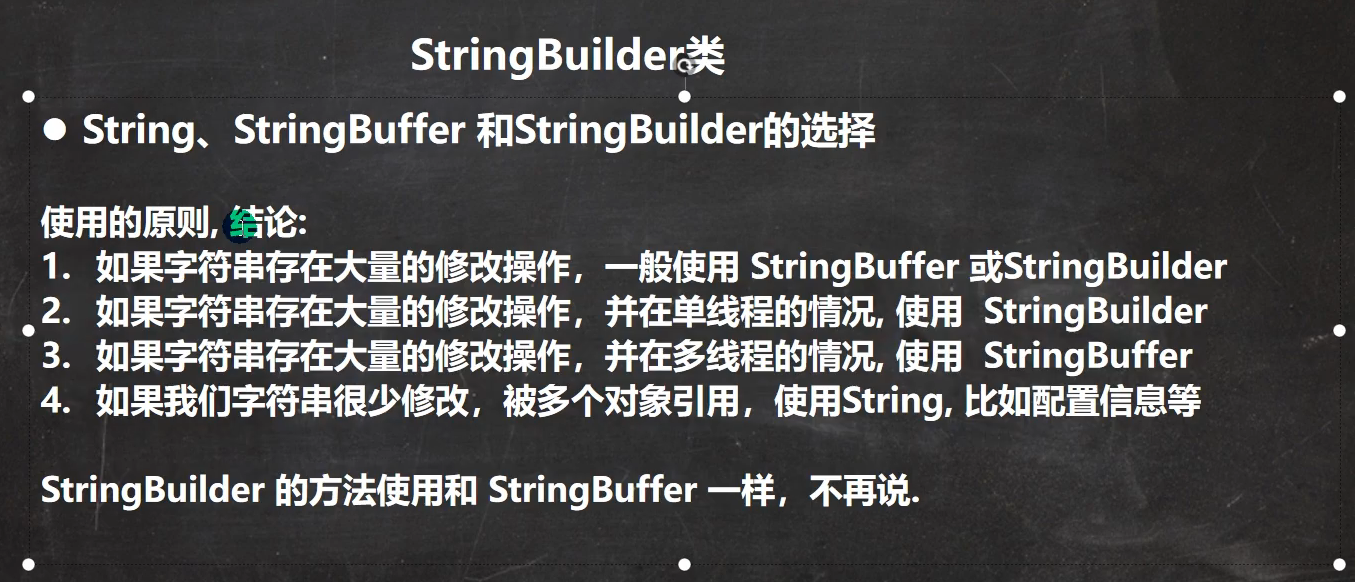 StringBuilder类
● String、StringBuffer 和StringBuilder的选择
使用的原则, 结论:
1. 如果字符串存在大量的修改操作，一般使用 StringBuffer 或StringBuilder
2. 如果字符串存在大量的修改操作，并在单线程的情况, 使用 StringBuilder
3. 如果字符串存在大量的修改操作，并在多线程的情况, 使用 StringBuffer
4. 如果我们字符串很少修改，被多个对象引用，使用String, 比如配置信息等
StringBuilder 的方法使用和 StringBuffer 一样，不再说.